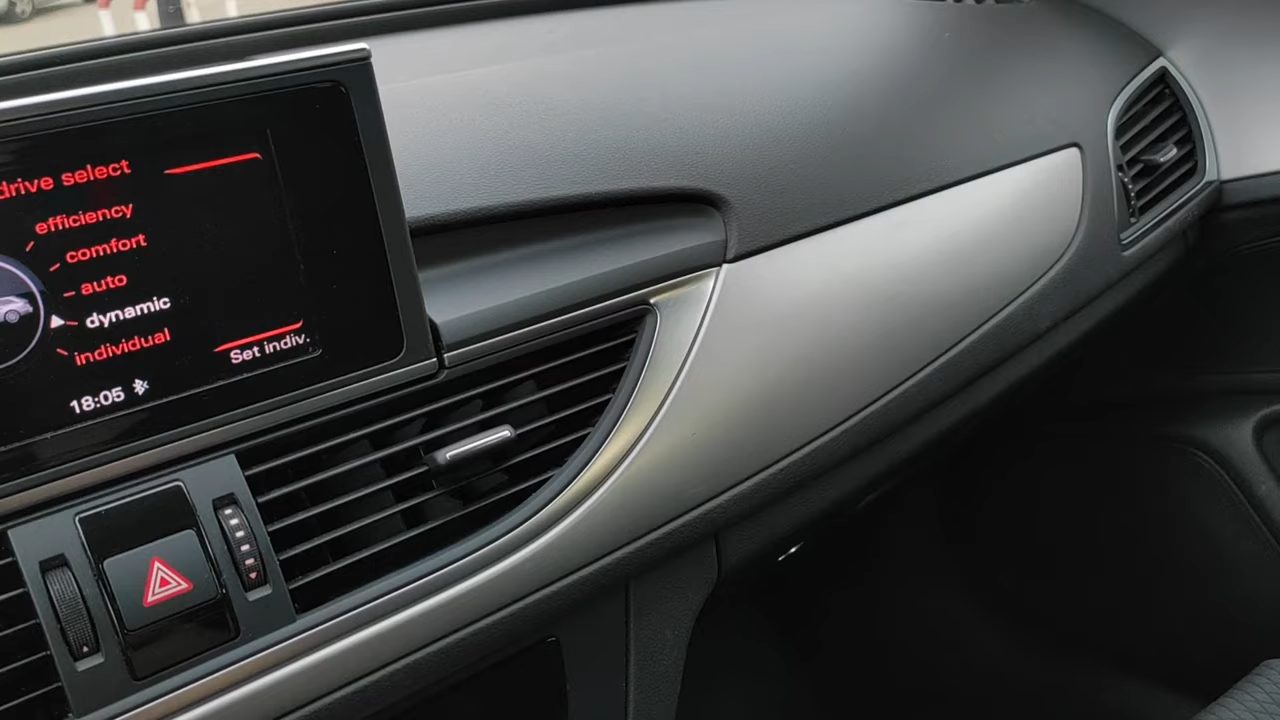 drive select
efficiency
comfort
auto
dynamic
individual
Set indiv.
18:05